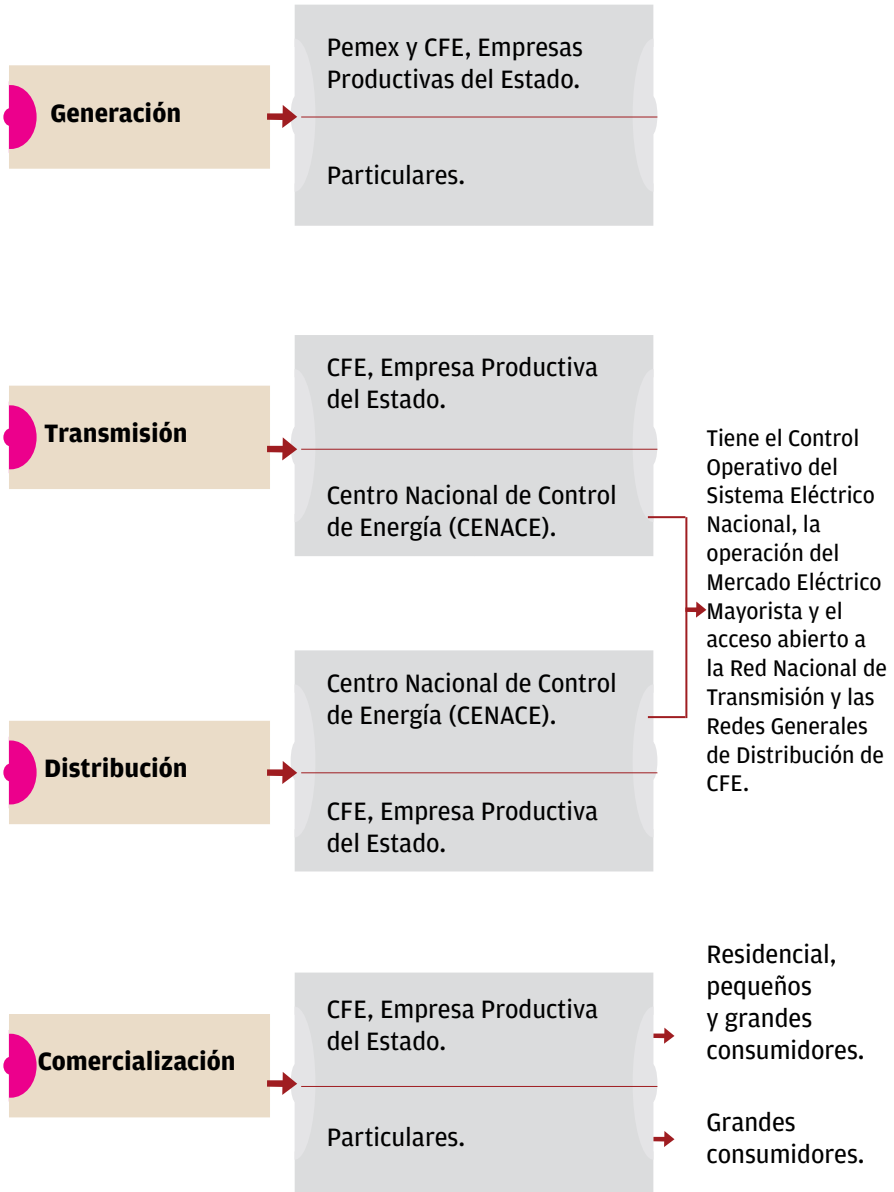 Generación
Pemex y CFE, Empresas
Productivas del Estado.
Particulares.
Transmisión
CFE, Empresa Productiva
del Estado.
Centro Nacional de Control
de Energía (CENACE).
Distribución
Centro Nacional de Control
de Energía (CENACE).
CFE, Empresa Productiva
del Estado.
Tiene el Control
Operativo del
Sistema Eléctrico
Nacional, la
operación del
Mercado Eléctrico
Mayorista y el
acceso abierto a
la Red Nacional de
Transmisión y las
Redes Generales
de Distribución de
CFE.
Comercialización
CFE, Empresa Productiva
del Estado.
Residencial,
pequeños
y grandes
consumidores.
Particulares.
Grandes
consumidores.